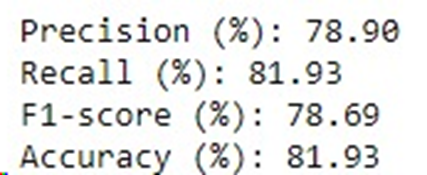 Precision (%): 78.90
Recall (%): 81.93
F1-score (%): 78.69
Accuracy (%): 81.93